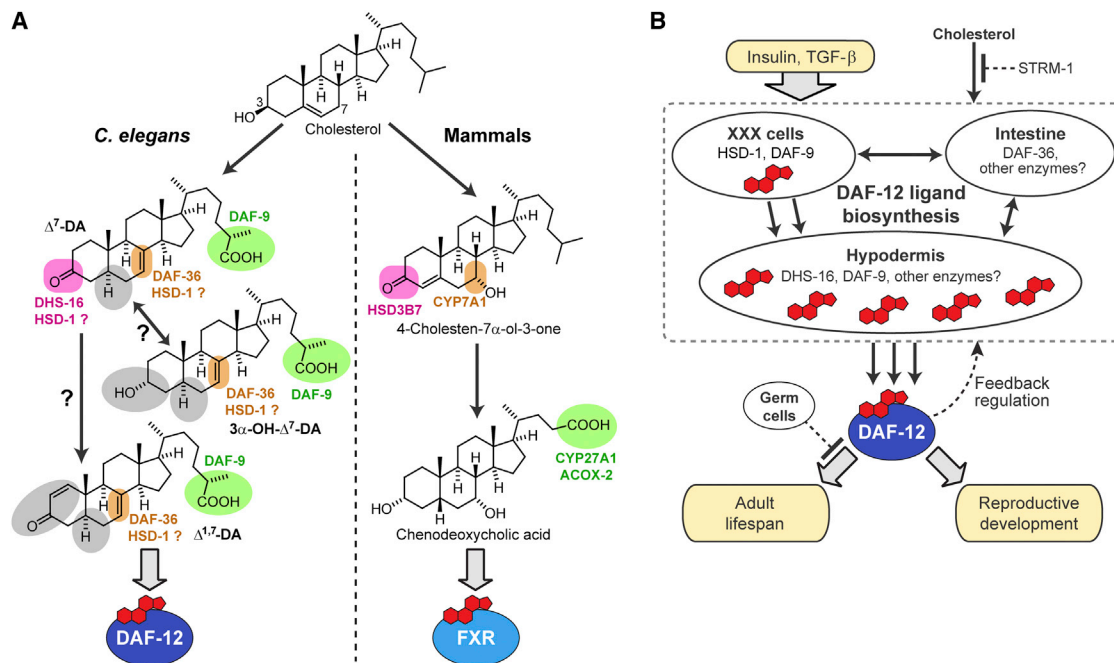 A
3
7
HO
H
H
H
Cholesterol
C. elegans
Mammals
Δ⁷-DA
DAF-9
COOH
H
H
H
O
H
DAF-36
HSD-1 ?
DHS-16
HSD-1 ?
?
H
H
HO
H
COOH
DAF-9
DAF-36
HSD-1 ?
3α-OH-Δ⁷-DA
?
DAF-9
COOH
H
H
H
O
H
DAF-36
HSD-1 ?
Δ¹,⁷-DA
DAF-12
H
H
H
O
OH
HSD3B7
CYP7A1
4-Cholesten-7α-ol-3-one
COOH
CYP27A1
ACOX-2
H
H
H
HO
H
OH
Chenodeoxycholic acid
FXR
B
Insulin, TGF-β
Cholesterol
STRM-1
XXX cells
HSD-1, DAF-9
Intestine
DAF-36,
other enzymes?
DAF-12 ligand
biosynthesis
Hypodermis
DHS-16, DAF-9, other enzymes?
Feedback
regulation
Germ
cells
DAF-12
Adult
lifespan
Reproductive
development